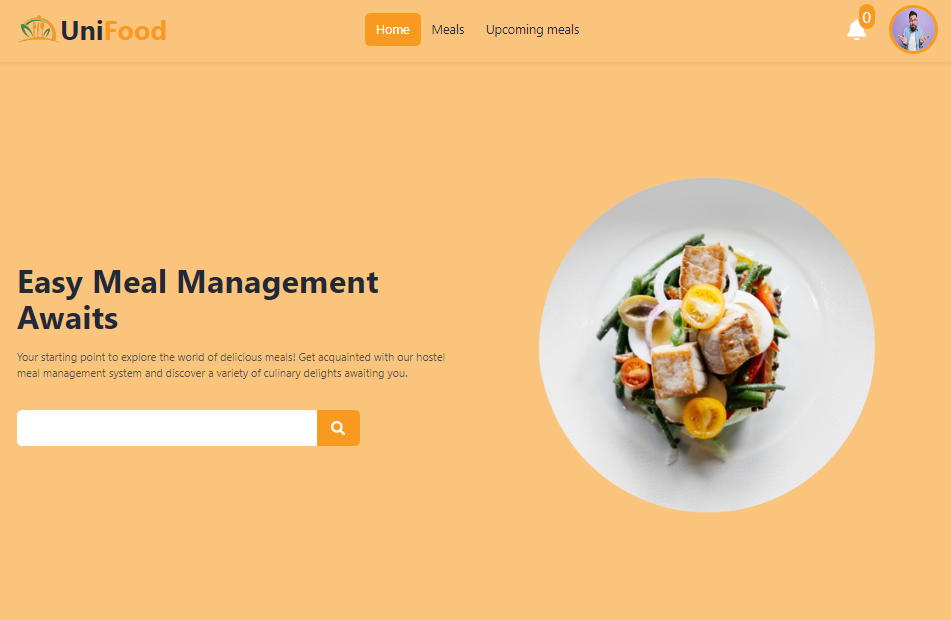 UniFood
Home
Meals
Upcoming meals
0
Easy Meal Management
Awaits
Your starting point to explore the world of delicious meals! Get acquainted with our hostel
meal management system and discover a variety of culinary delights awaiting you.